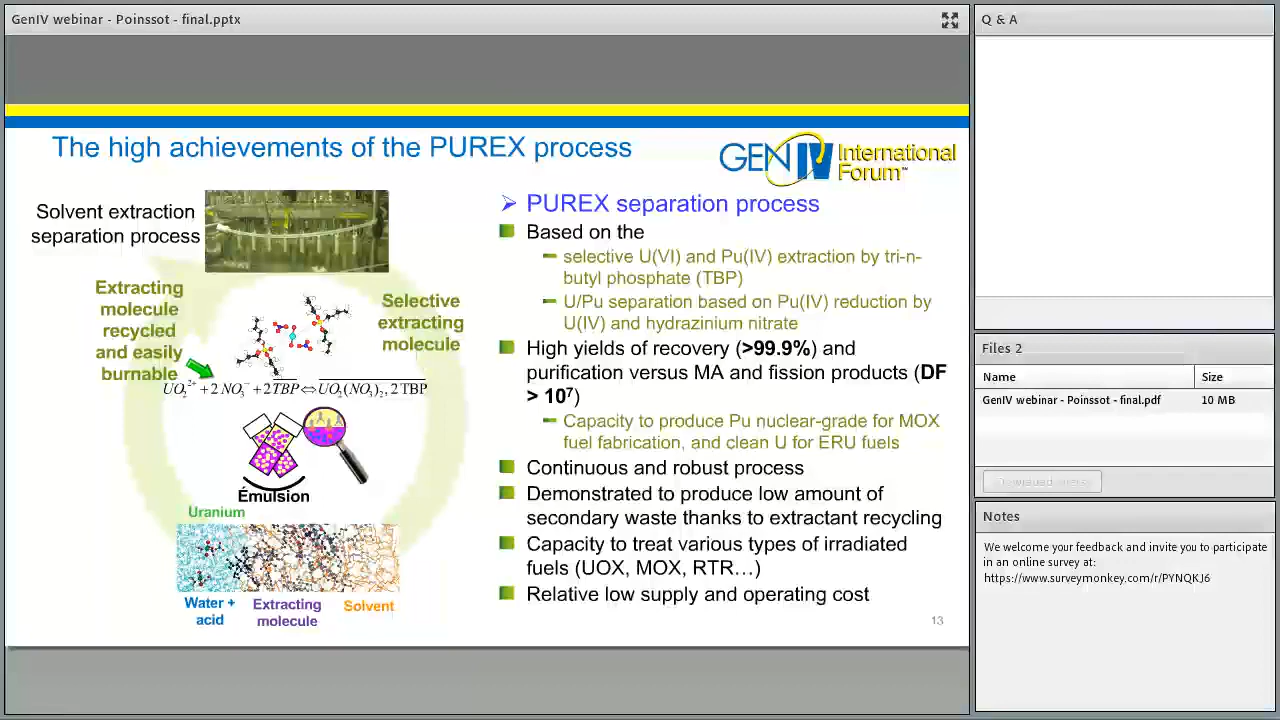 GenIV webinar - Poinssot - final.pptx
The high achievements of the PUREX process
GEN IV International
Forum™
Solvent extraction
separation process
Extracting
molecule
recycled
and easily
burnable
Selective
extracting
molecule
UO₂²⁺ + 2 NO₃⁻ + 2TBP ⇔ UO₂(NO₃)₂, 2 TBP
Émulsion
Uranium
Water +
acid
Extracting
molecule
Solvent
PUREX separation process
Based on the
selective U(VI) and Pu(IV) extraction by tri-n-
butyl phosphate (TBP)
U/Pu separation based on Pu(IV) reduction by
U(IV) and hydrazinium nitrate
High yields of recovery (>99.9%) and
purification versus MA and fission products (DF
> 10⁷)
Capacity to produce Pu nuclear-grade for MOX
fuel fabrication, and clean U for ERU fuels
Continuous and robust process
Demonstrated to produce low amount of
secondary waste thanks to extractant recycling
Capacity to treat various types of irradiated
fuels (UOX, MOX, RTR…)
Relative low supply and operating cost
13
Q & A
Files 2
Name Size
GenIV webinar - Poinssot - final.pdf 10 MB
Notes
We welcome your feedback and invite you to participate
in an online survey at:
https://www.surveymonkey.com/r/PYNQKJ6